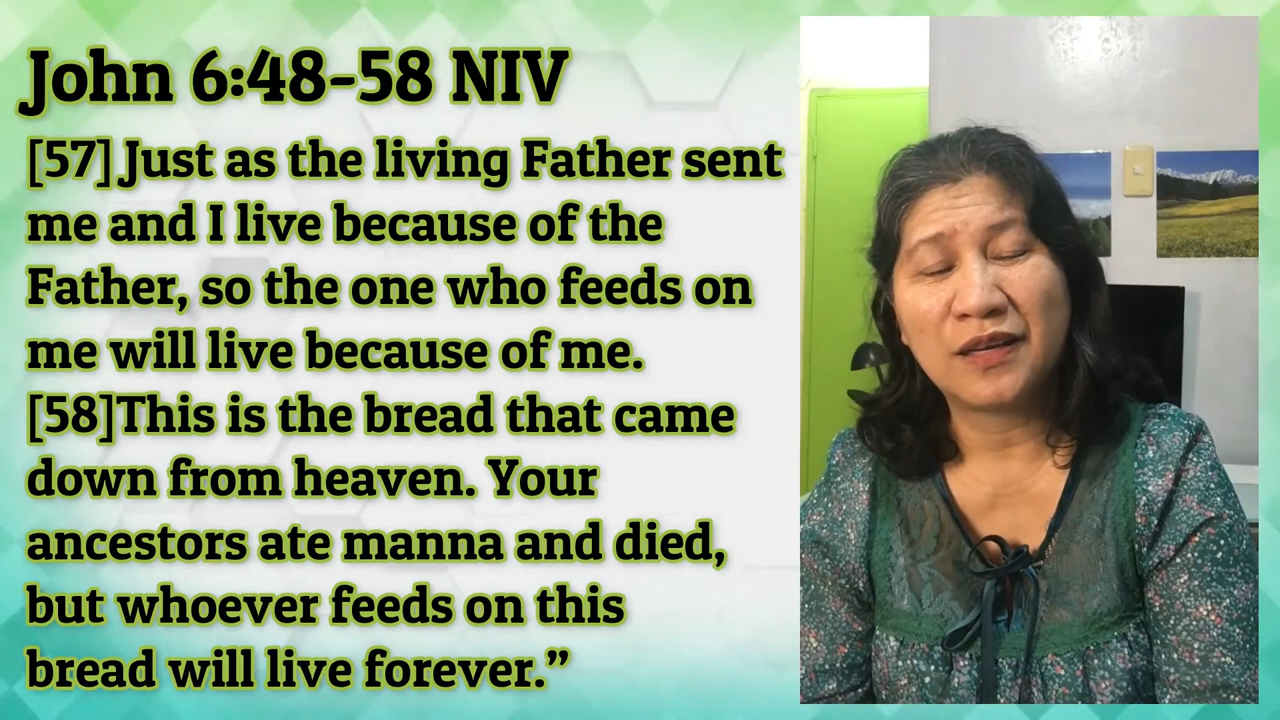 John 6:48-58 NIV
[57] Just as the living Father sent
me and I live because of the
Father, so the one who feeds on
me will live because of me.
[58]This is the bread that came
down from heaven. Your
ancestors ate manna and died,
but whoever feeds on this
bread will live forever.”